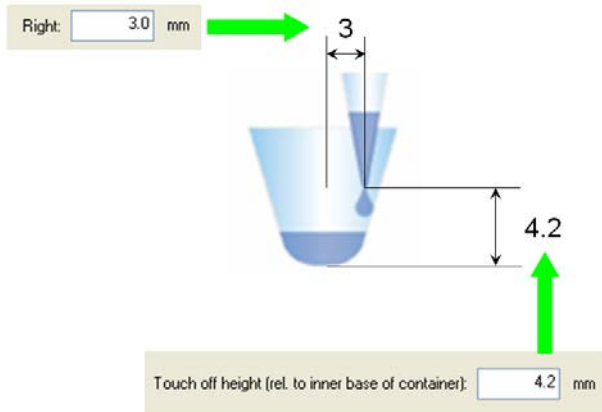 Right: 3.0 mm
3
4.2
Touch off height (rel. to inner base of container): 4.2 mm